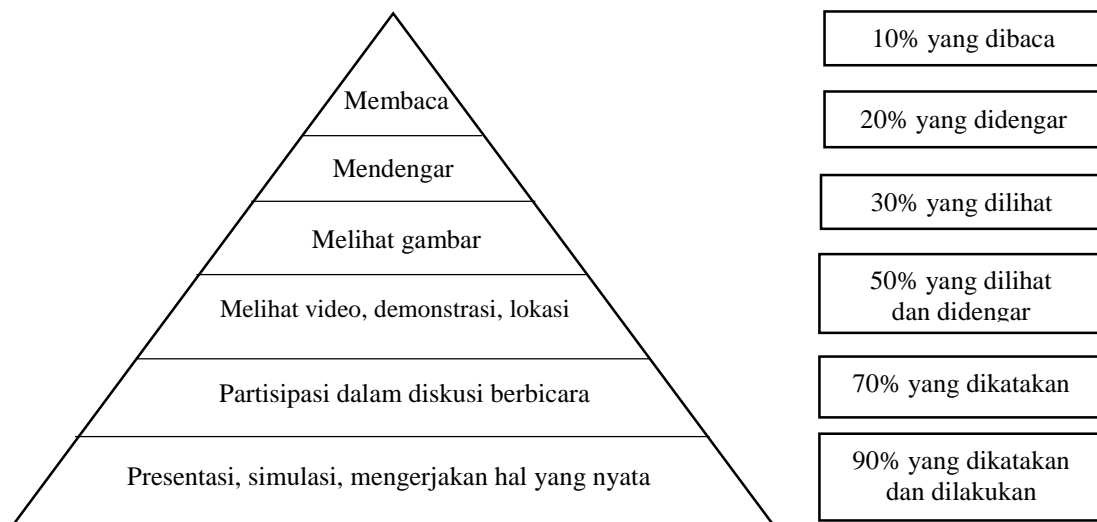 Membaca
10% yang dibaca
Mendengar
20% yang didengar
Melihat gambar
30% yang dilihat
Melihat video, demonstrasi, lokasi
50% yang dilihat
dan didengar
Partisipasi dalam diskusi berbicara
70% yang dikatakan
Presentasi, simulasi, mengerjakan hal yang nyata
90% yang dikatakan
dan dilakukan